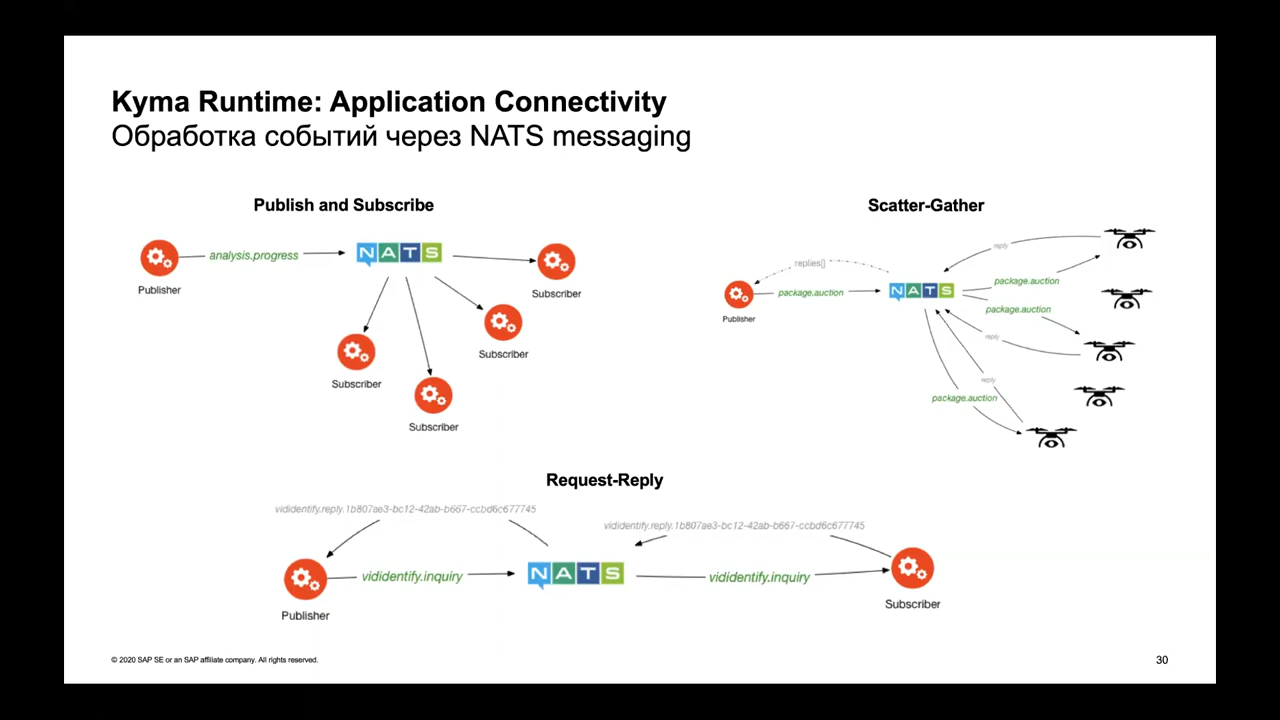 Kyma Runtime: Application Connectivity
Обработка событий через NATS messaging
Publish and Subscribe
analysis.progress
NATS
Publisher
Subscriber
Subscriber
Subscriber
Subscriber
Scatter-Gather
reply
replies[]
package.auction
NATS
package.auction
package.auction
Publisher
reply
reply
package.auction
Request-Reply
vididentify.reply.1b807ae3-bc12-42ab-b667-ccbd6c677745
vididentify.reply.1b807ae3-bc12-42ab-b667-ccbd6c677745
vididentify.inquiry
NATS
vididentify.inquiry
Publisher
Subscriber
© 2020 SAP SE or an SAP affiliate company. All rights reserved.
30